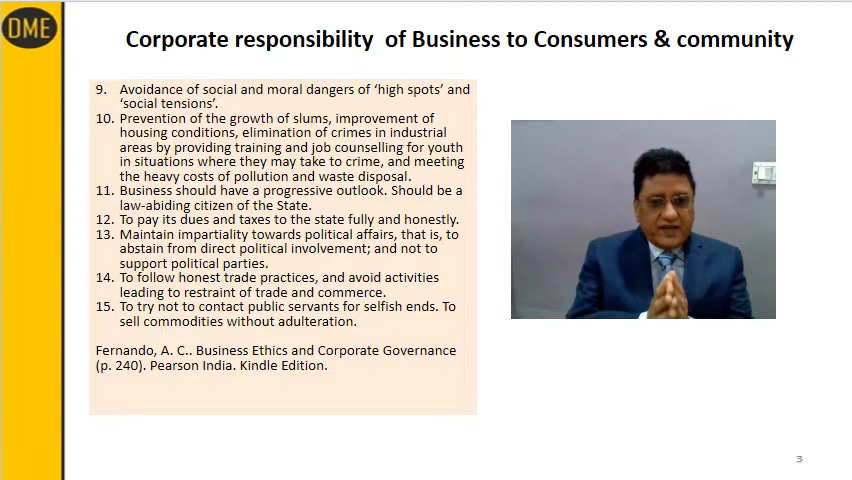 DME
Corporate responsibility of Business to Consumers & community
9. Avoidance of social and moral dangers of ‘high spots’ and
‘social tensions’.
10. Prevention of the growth of slums, improvement of
housing conditions, elimination of crimes in industrial
areas by providing training and job counselling for youth
in situations where they may take to crime, and meeting
the heavy costs of pollution and waste disposal.
11. Business should have a progressive outlook. Should be a
law-abiding citizen of the State.
12. To pay its dues and taxes to the state fully and honestly.
13. Maintain impartiality towards political affairs, that is, to
abstain from direct political involvement; and not to
support political parties.
14. To follow honest trade practices, and avoid activities
leading to restraint of trade and commerce.
15. To try not to contact public servants for selfish ends. To
sell commodities without adulteration.
Fernando, A. C.. Business Ethics and Corporate Governance
(p. 240). Pearson India. Kindle Edition.
3